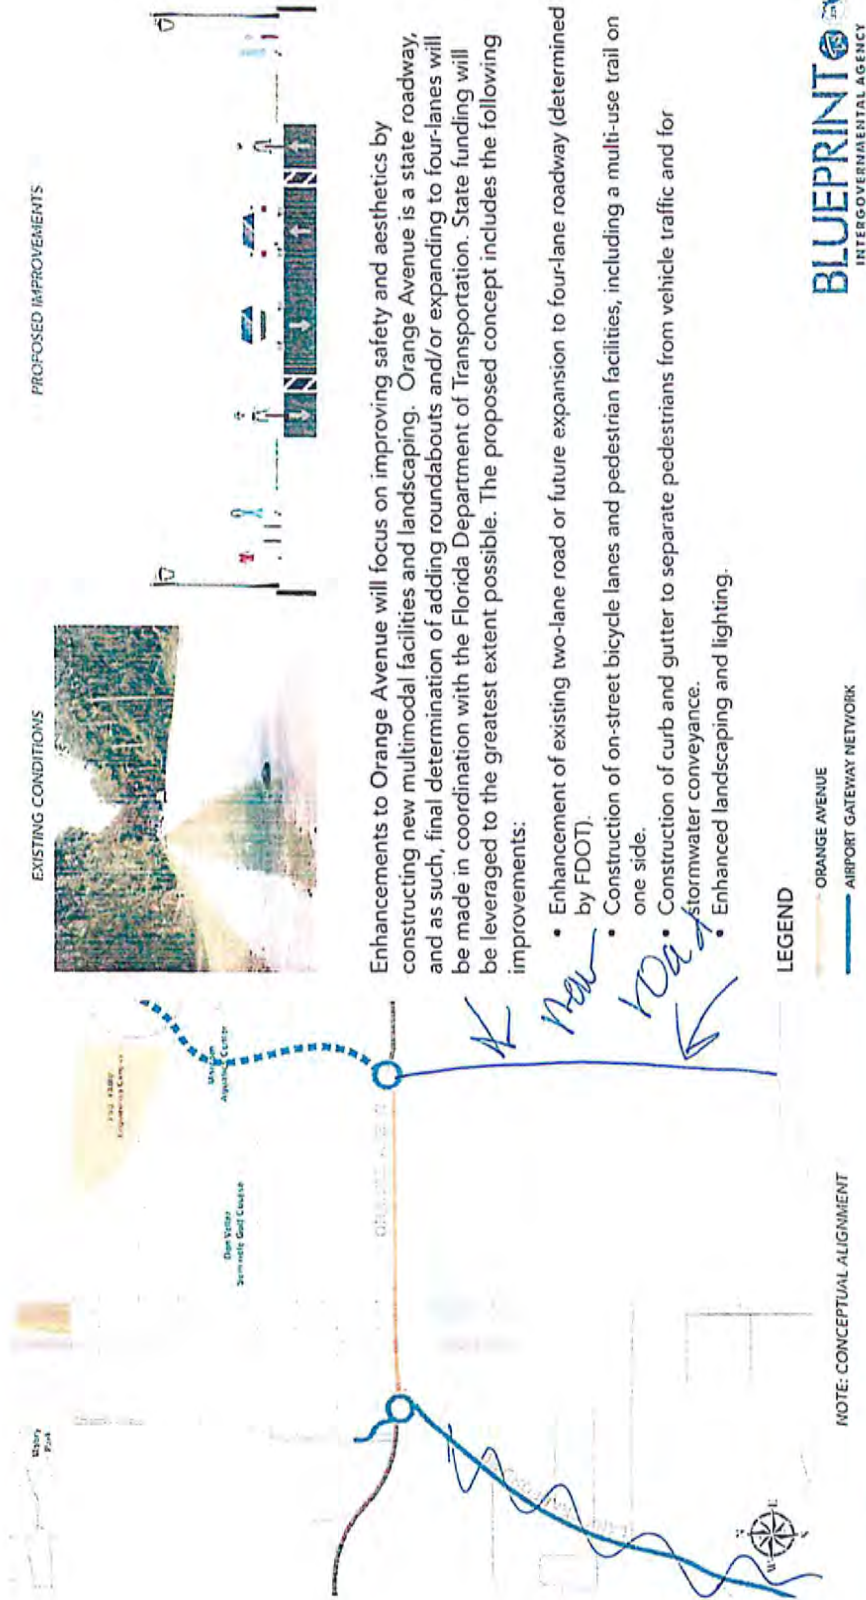 EXISTING CONDITIONS
PROPOSED IMPROVEMENTS
Enhancements to Orange Avenue will focus on improving safety and aesthetics by
constructing new multimodal facilities and landscaping. Orange Avenue is a state roadway,
and as such, final determination of adding roundabouts and/or expanding to four-lanes will
be made in coordination with the Florida Department of Transportation. State funding will
be leveraged to the greatest extent possible. The proposed concept includes the following
improvements:
• Enhancement of existing two-lane road or future expansion to four-lane roadway (determined
by FDOT).
• Construction of on-street bicycle lanes and pedestrian facilities, including a multi-use trail on
one side.
• Construction of curb and gutter to separate pedestrians from vehicle traffic and for
stormwater conveyance.
• Enhanced landscaping and lighting.
new
road
LEGEND
ORANGE AVENUE
AIRPORT GATEWAY NETWORK
BLUEPRINT
INTERGOVERNMENTAL AGENCY
Mabry
Park
Don Veller
Seminole Golf Course
Morcom
Aquatics Center
N
E
S
W
NOTE: CONCEPTUAL ALIGNMENT